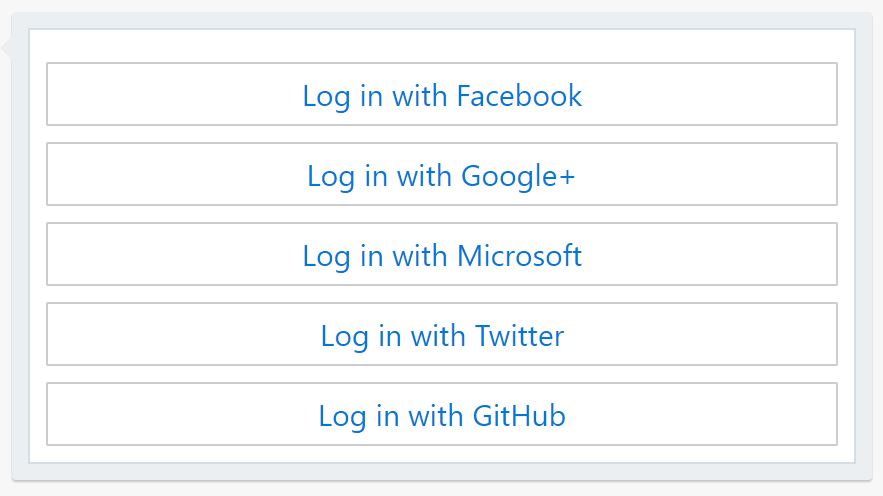 Log in with Facebook
Log in with Google+
Log in with Microsoft
Log in with Twitter
Log in with GitHub